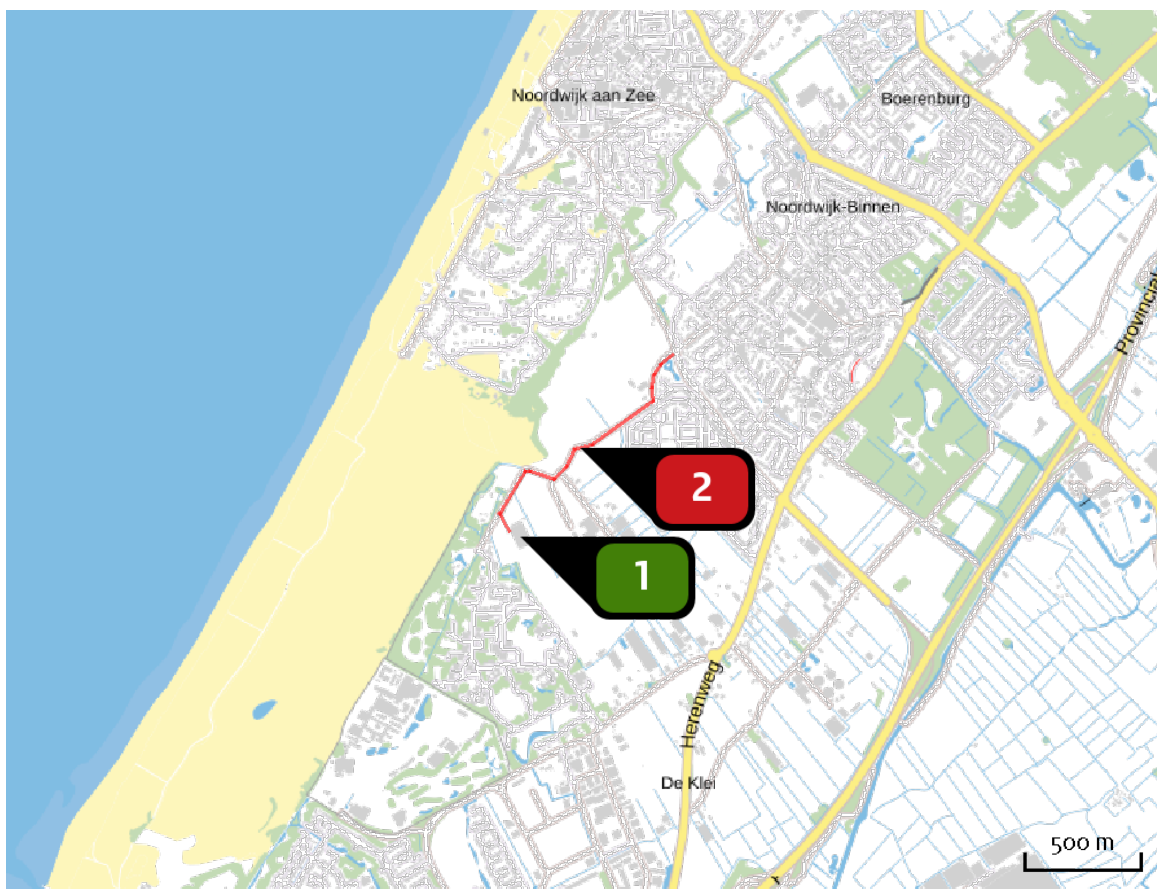 Noordwijk aan Zee
Boerenburg
Noordwijk-Binnen
Provincial
2
1
Herenweg
De Klei
500 m